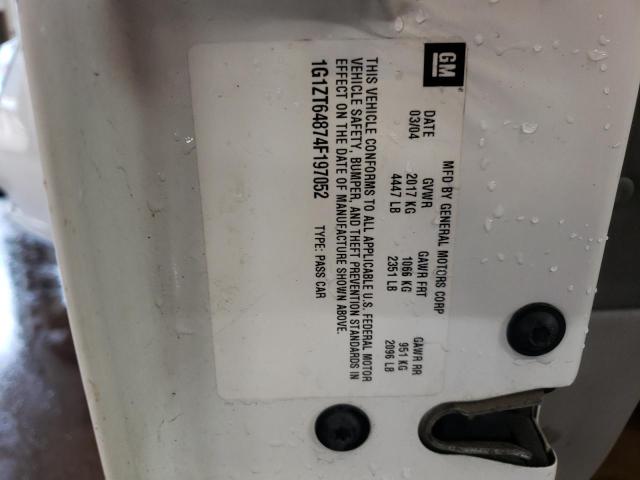 GM
MFD BY GENERAL MOTORS CORP
DATE GVWR GAWR FRT GAWR RR
03/04 2017 KG 1066 KG 951 KG
4447 LB 2351 LB 2096 LB
THIS VEHICLE CONFORMS TO ALL APPLICABLE U.S. FEDERAL MOTOR
VEHICLE SAFETY, BUMPER, AND THEFT PREVENTION STANDARDS IN
EFFECT ON THE DATE OF MANUFACTURE SHOWN ABOVE.
1G1ZT64874F197052 TYPE: PASS CAR